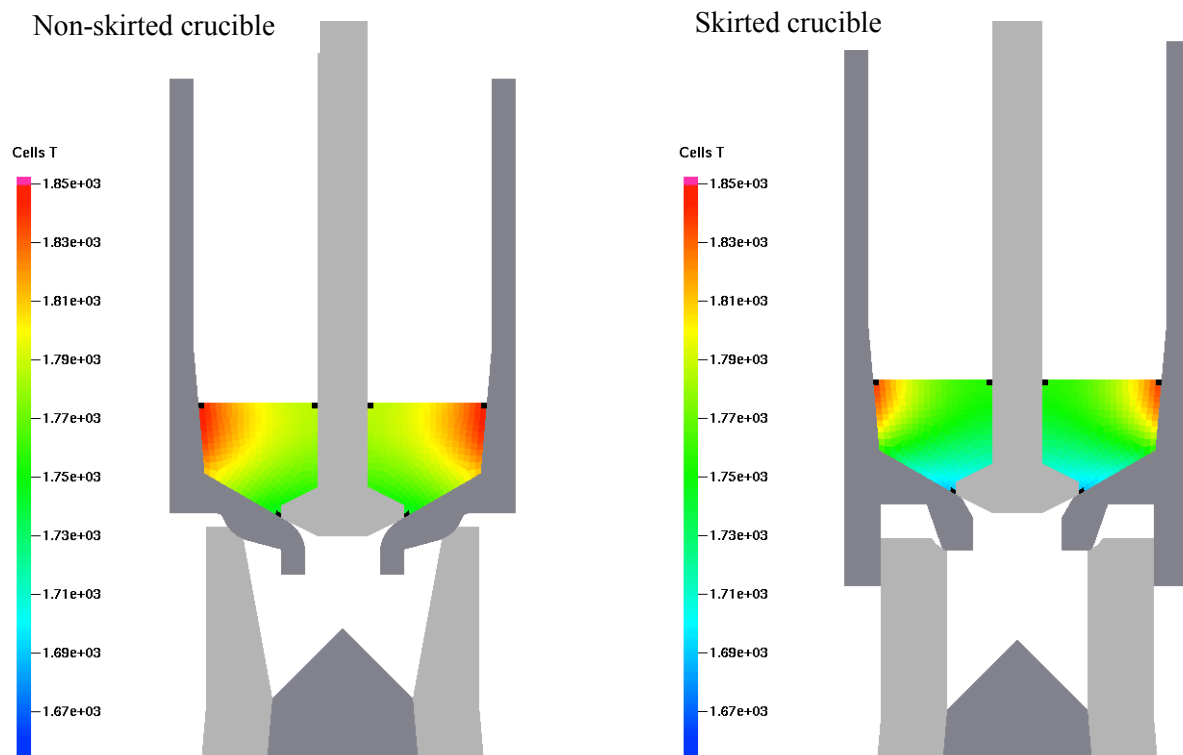 Non-skirted crucible
Skirted crucible
Cells T
1.85e+03
1.83e+03
1.81e+03
1.79e+03
1.77e+03
1.75e+03
1.73e+03
1.71e+03
1.69e+03
1.67e+03
Cells T
1.85e+03
1.83e+03
1.81e+03
1.79e+03
1.77e+03
1.75e+03
1.73e+03
1.71e+03
1.69e+03
1.67e+03